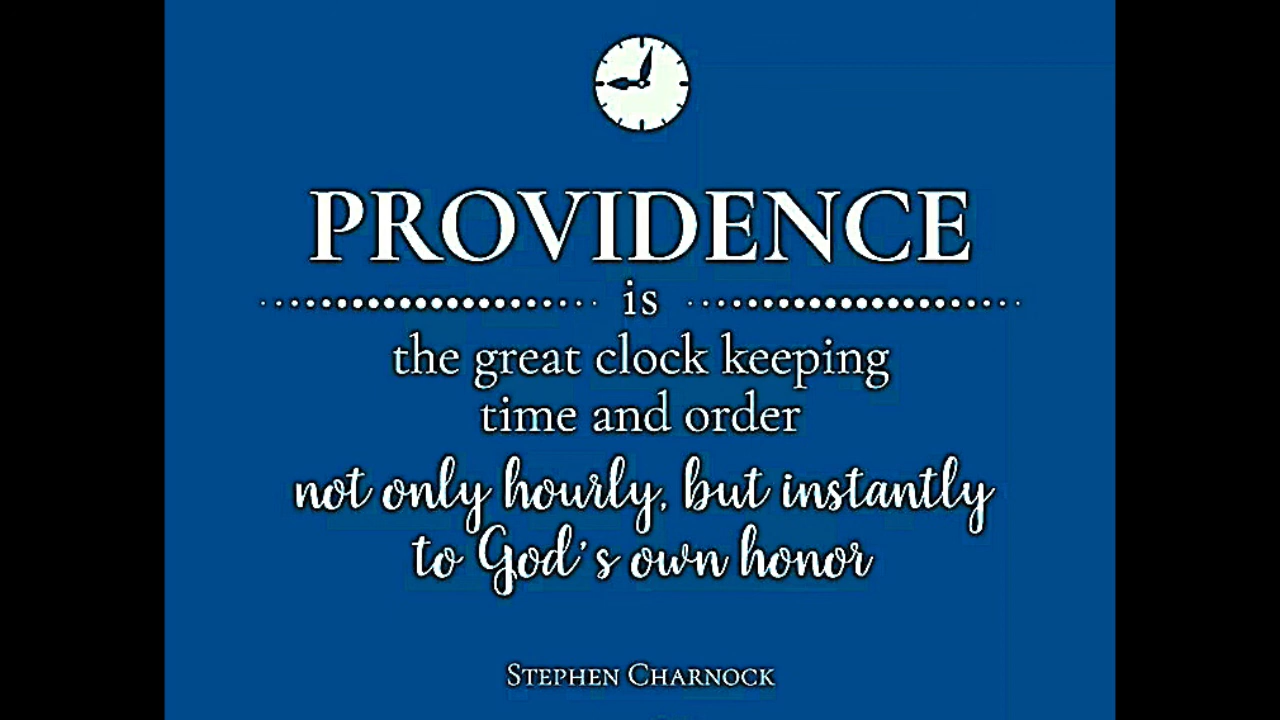 PROVIDENCE
is
the great clock keeping
time and order
not only hourly, but instantly
to God's own honor
STEPHEN CHARNOCK